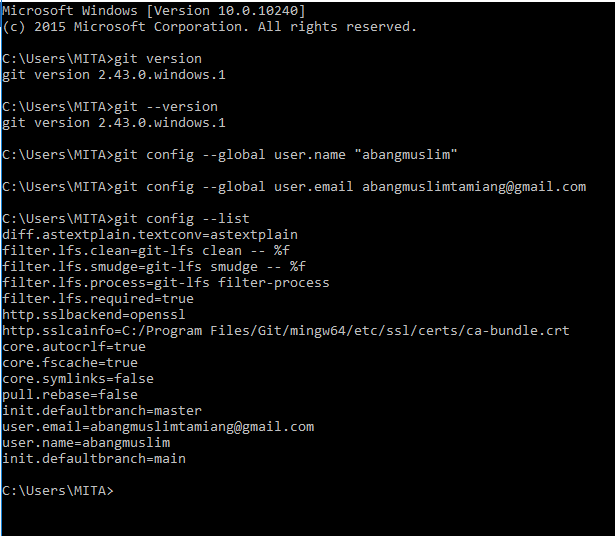 Microsoft Windows [Version 10.0.10240]
(c) 2015 Microsoft Corporation. All rights reserved.
C:\Users\MITA>git version
git version 2.43.0.windows.1
C:\Users\MITA>git --version
git version 2.43.0.windows.1
C:\Users\MITA>git config --global user.name "abangmuslim"
C:\Users\MITA>git config --global user.email abangmuslimtamiang@gmail.com
C:\Users\MITA>git config --list
diff.astextplain.textconv=astextplain
filter.lfs.clean=git-lfs clean -- %f
filter.lfs.smudge=git-lfs smudge -- %f
filter.lfs.process=git-lfs filter-process
filter.lfs.required=true
http.sslbackend=openssl
http.sslcainfo=C:/Program Files/Git/mingw64/etc/ssl/certs/ca-bundle.crt
core.autocrlf=true
core.fscache=true
core.symlinks=false
pull.rebase=false
init.defaultbranch=master
user.email=abangmuslimtamiang@gmail.com
user.name=abangmuslim
init.defaultbranch=main
C:\Users\MITA>